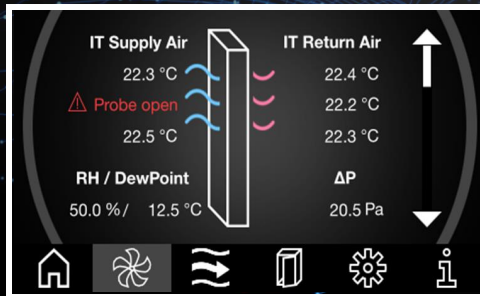 IT Supply Air
22.3 °C
Probe open
22.5 °C
IT Return Air
22.4 °C
22.2 °C
22.3 °C
RH / DewPoint
50.0 %/ 12.5 °C
ΔP
20.5 Pa